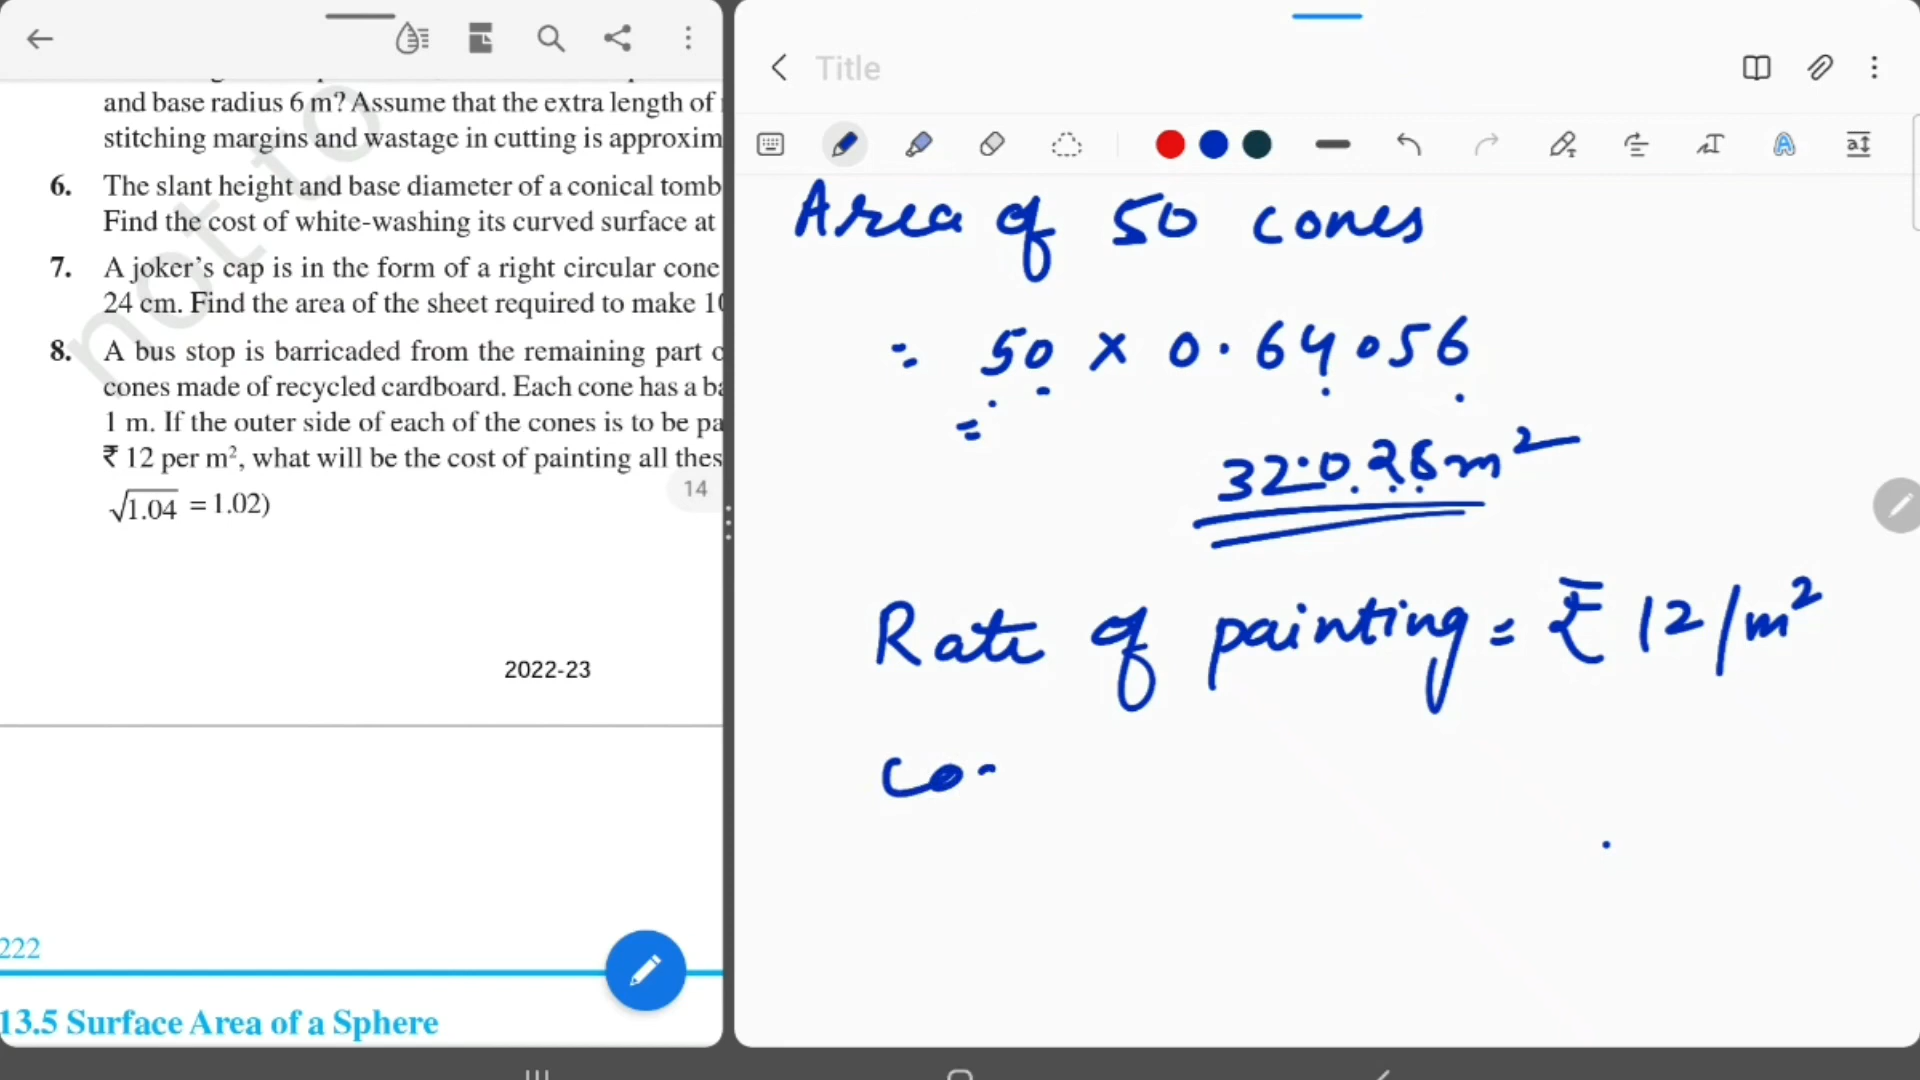 and base radius 6 m? Assume that the extra length of
stitching margins and wastage in cutting is approxim
6. The slant height and base diameter of a conical tomb
Find the cost of white-washing its curved surface at
7. A joker's cap is in the form of a right circular cone
24 cm. Find the area of the sheet required to make 10
8. A bus stop is barricaded from the remaining part o
cones made of recycled cardboard. Each cone has a ba
1 m. If the outer side of each of the cones is to be pa
₹ 12 per m², what will be the cost of painting all thes
√1.04 = 1.02)
14
not to
2022-23
222
13.5 Surface Area of a Sphere
Title
Area of 50 cones
= 50 × 0.64056
=
32.028m²
Rate of painting = ₹ 12/m²
Co